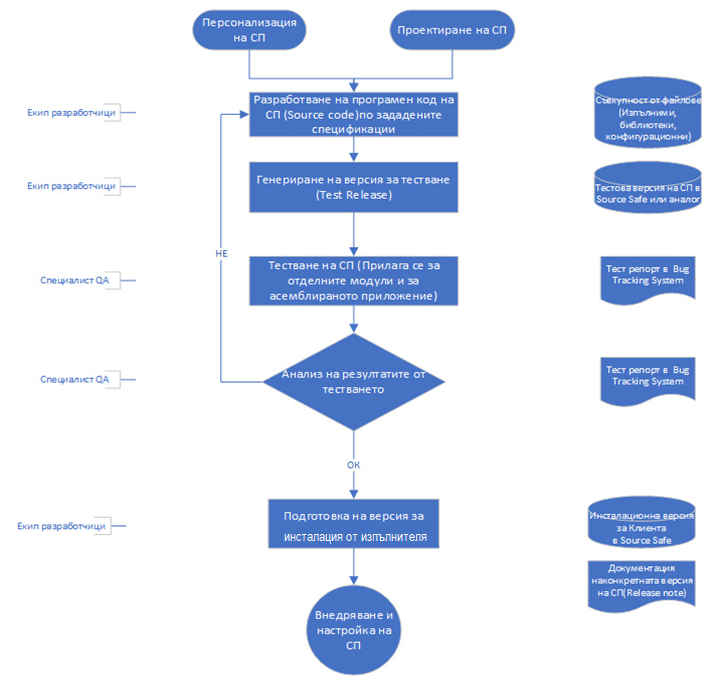 Персонализация
на СП
Проектиране на СП
Екип разработчици
Разработване на програмен код на
СП (Source code)по зададените
спецификации
Съвкупност от файлове
(Изпълними,
библиотеки,
конфигурационни)
Екип разработчици
Генериране на версия за тестване
(Test Release)
Тестова версия на СП в
Source Safe или аналог
НЕ
Специалист QA
Тестване на СП (Прилага се за
отделните модули и за
асемблираното приложение)
Тест репорт в Bug
Tracking System
Специалист QA
Анализ на резултатите от
тестването
Тест репорт в Bug
Tracking System
ОК
Екип разработчици
Подготовка на версия за
инсталация от изпълнителя
Инсталационна версия
за Клиента
в Source Safe
Документация
наконкретната версия
на СП(Release note)
Внедряване и
настройка на
СП